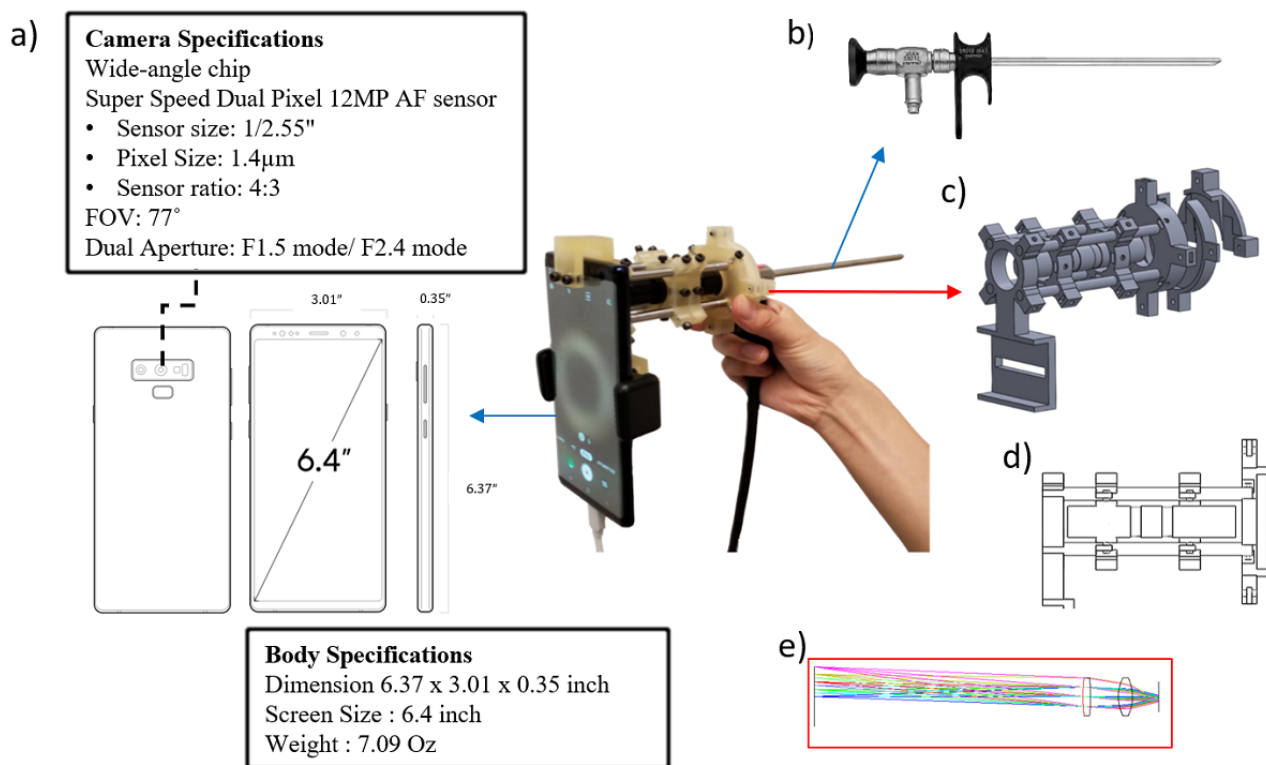 a)
Camera Specifications
Wide-angle chip
Super Speed Dual Pixel 12MP AF sensor
• Sensor size: 1/2.55"
• Pixel Size: 1.4µm
• Sensor ratio: 4:3
FOV: 77˚
Dual Aperture: F1.5 mode/ F2.4 mode
b)
c)
3.01"
0.35"
6.4"
6.37"
d)
Body Specifications
Dimension 6.37 x 3.01 x 0.35 inch
Screen Size : 6.4 inch
Weight : 7.09 Oz
e)